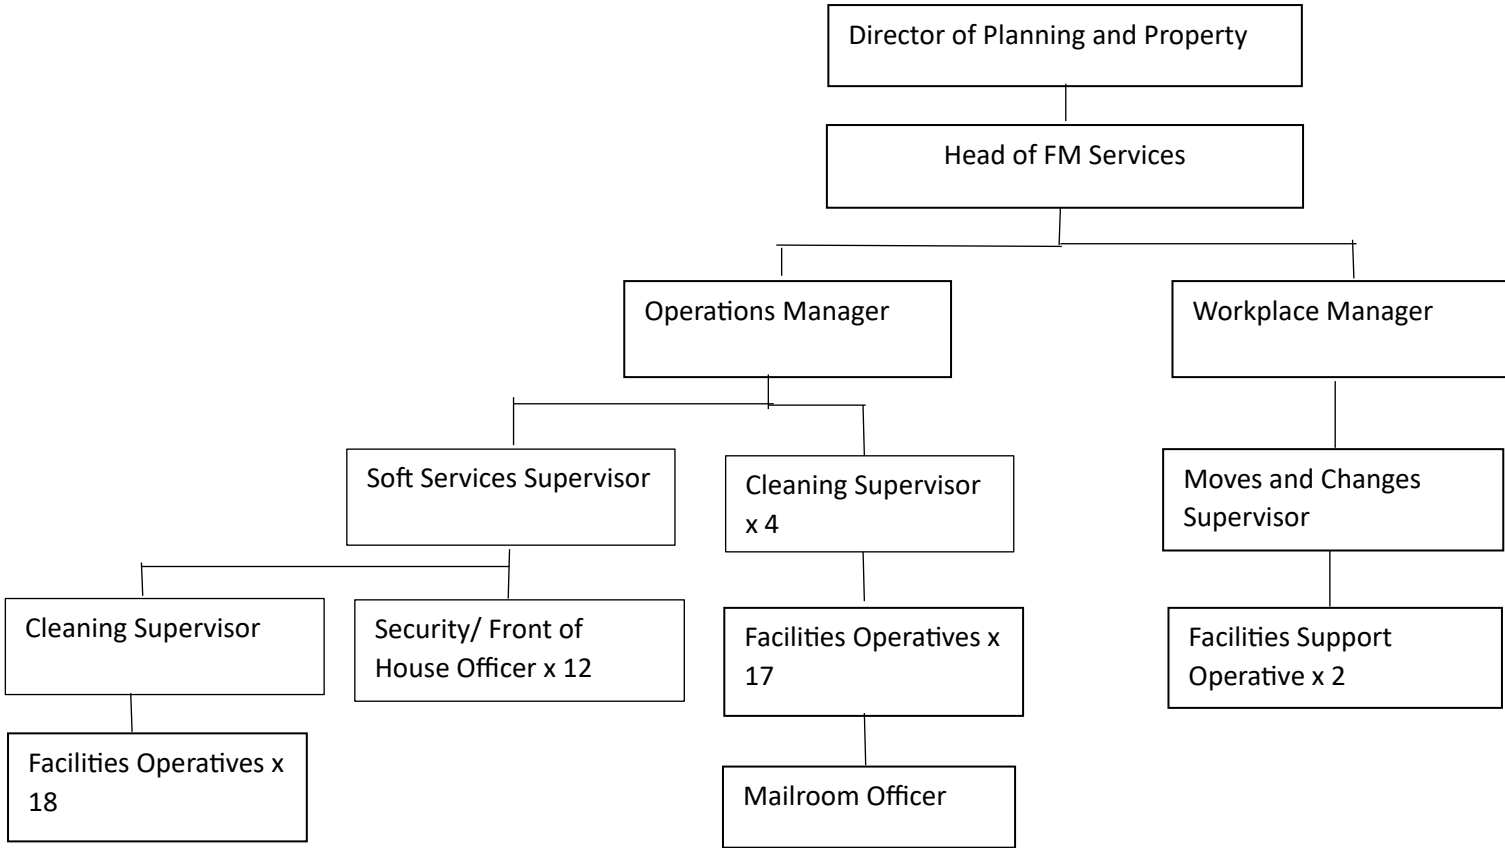 Director of Planning and Property
Head of FM Services
Operations Manager
Workplace Manager
Soft Services Supervisor
Cleaning Supervisor
x 4
Moves and Changes
Supervisor
Cleaning Supervisor
Security/ Front of
House Officer x 12
Facilities Operatives x
17
Facilities Support
Operative x 2
Facilities Operatives x
18
Mailroom Officer